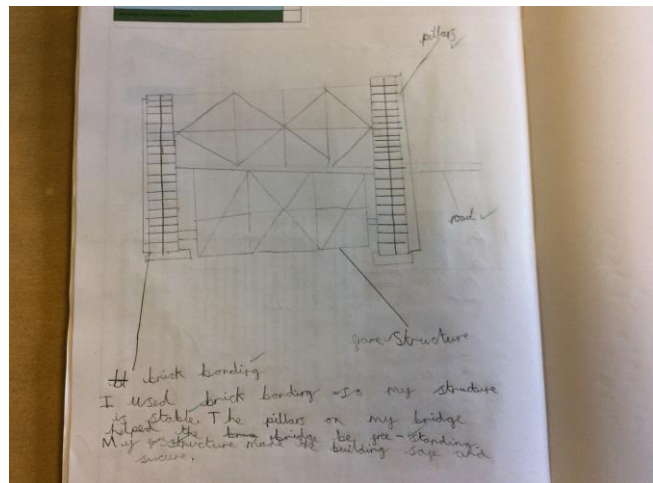 pillars
road
frame structure
brick bonding
I used brick bonding so my structure
is stable. The pillars on my bridge
helped the bridge be free-standing.
My structure made the building safe and
sucure.